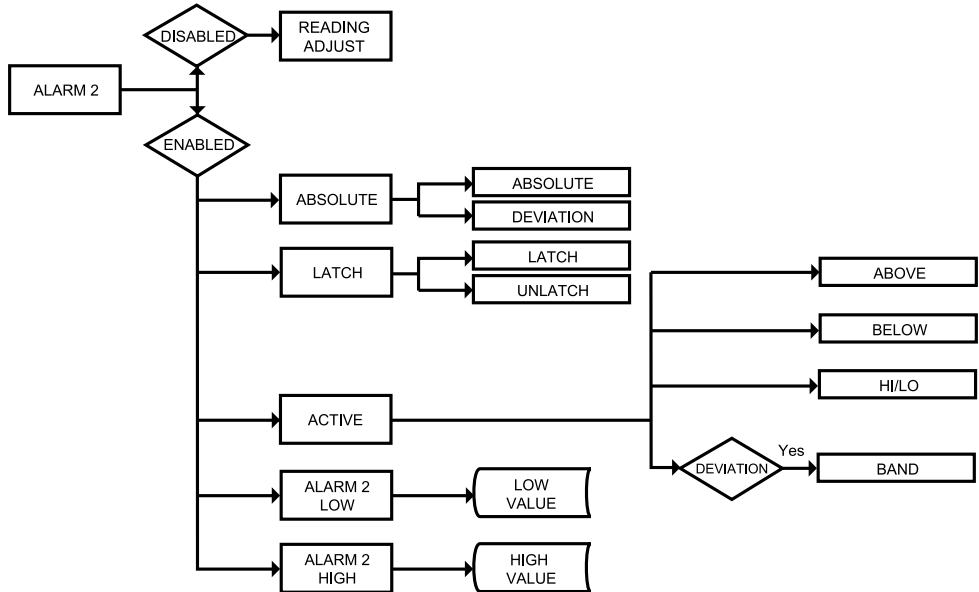 DISABLED
READING
ADJUST
ALARM 2
ENABLED
ABSOLUTE
ABSOLUTE
DEVIATION
LATCH
LATCH
UNLATCH
ABOVE
BELOW
HI/LO
ACTIVE
DEVIATION
Yes
BAND
ALARM 2
LOW
LOW
VALUE
ALARM 2
HIGH
HIGH
VALUE